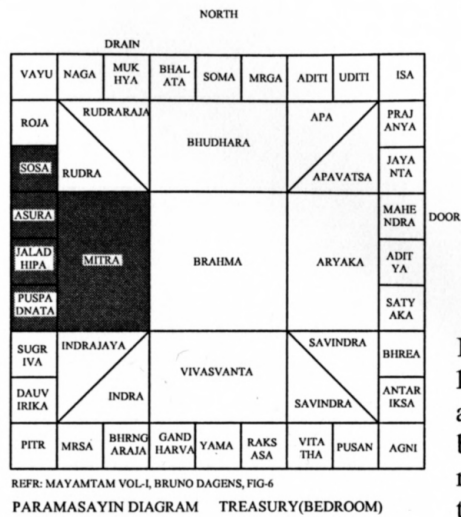 NORTH
DRAIN
VAYU NAGA MUK HYA BHAL ATA SOMA MRGA ADITI UDITI ISA
ROJA RUDRARAJA BHUDHARA APA PRAJ ANYA
SOSA RUDRA APAVATSA JAYA NTA
ASURA MAHE NDRA DOOR
JALAD HIPA MITRA BRAHMA ARYAKA ADIT YA
PUSPA DNATA SATY AKA
SUGR IVA INDRAJAYA VIVASVANTA SAVINDRA BHREA
DAUV IRIKA INDRA SAVINDRA ANTAR IKSA
PITR MRSA BHRNG ARAJA GAND HARVA YAMA RAKS ASA VITA THA PUSAN AGNI
REFR: MAYAMTAM VOL-I, BRUNO DAGENS, FIG-6
PARAMASAYIN DIAGRAM TREASURY(BEDROOM)